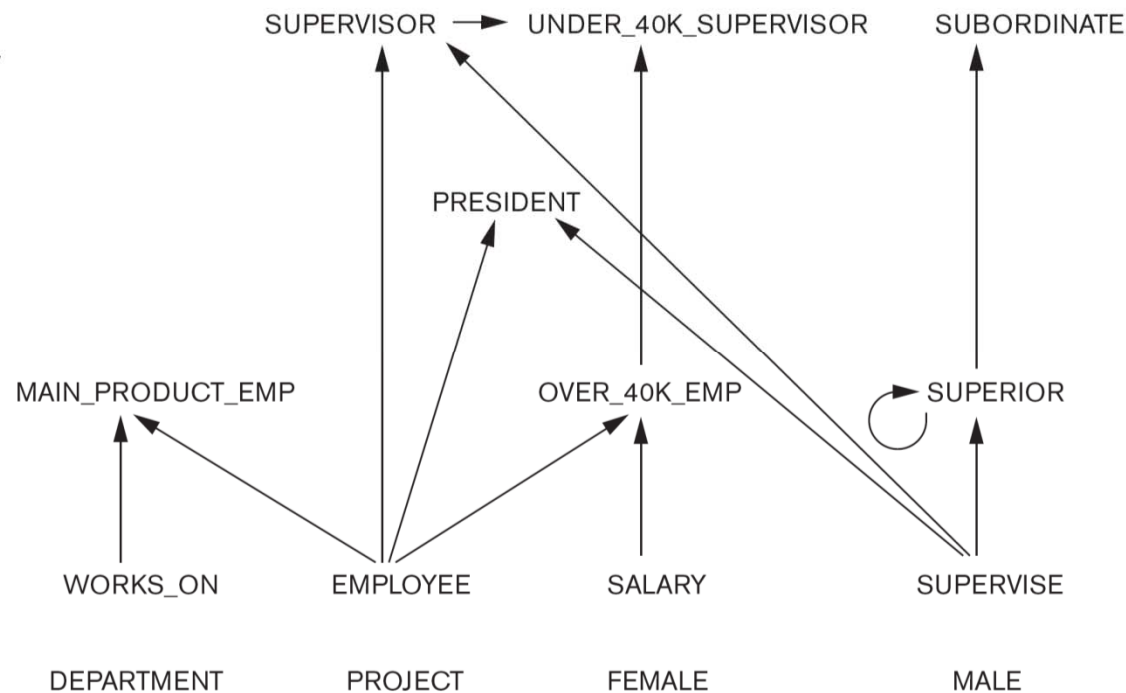 SUPERVISOR UNDER_40K_SUPERVISOR SUBORDINATE
PRESIDENT
MAIN_PRODUCT_EMP OVER_40K_EMP SUPERIOR
WORKS_ON EMPLOYEE SALARY SUPERVISE
DEPARTMENT PROJECT FEMALE MALE